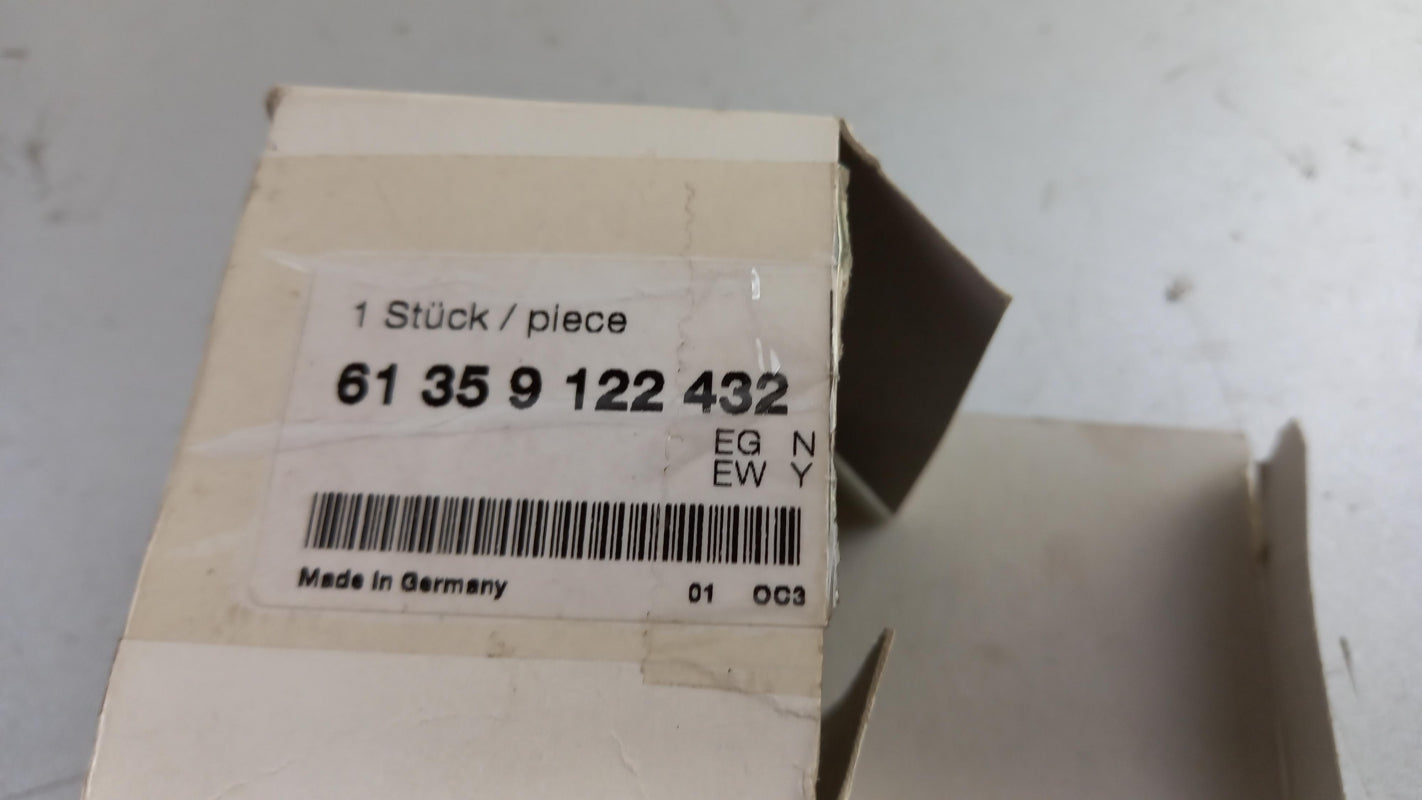 1 Stück / piece
61 35 9 122 432
EG N
EW Y
Made in Germany 01 OC3